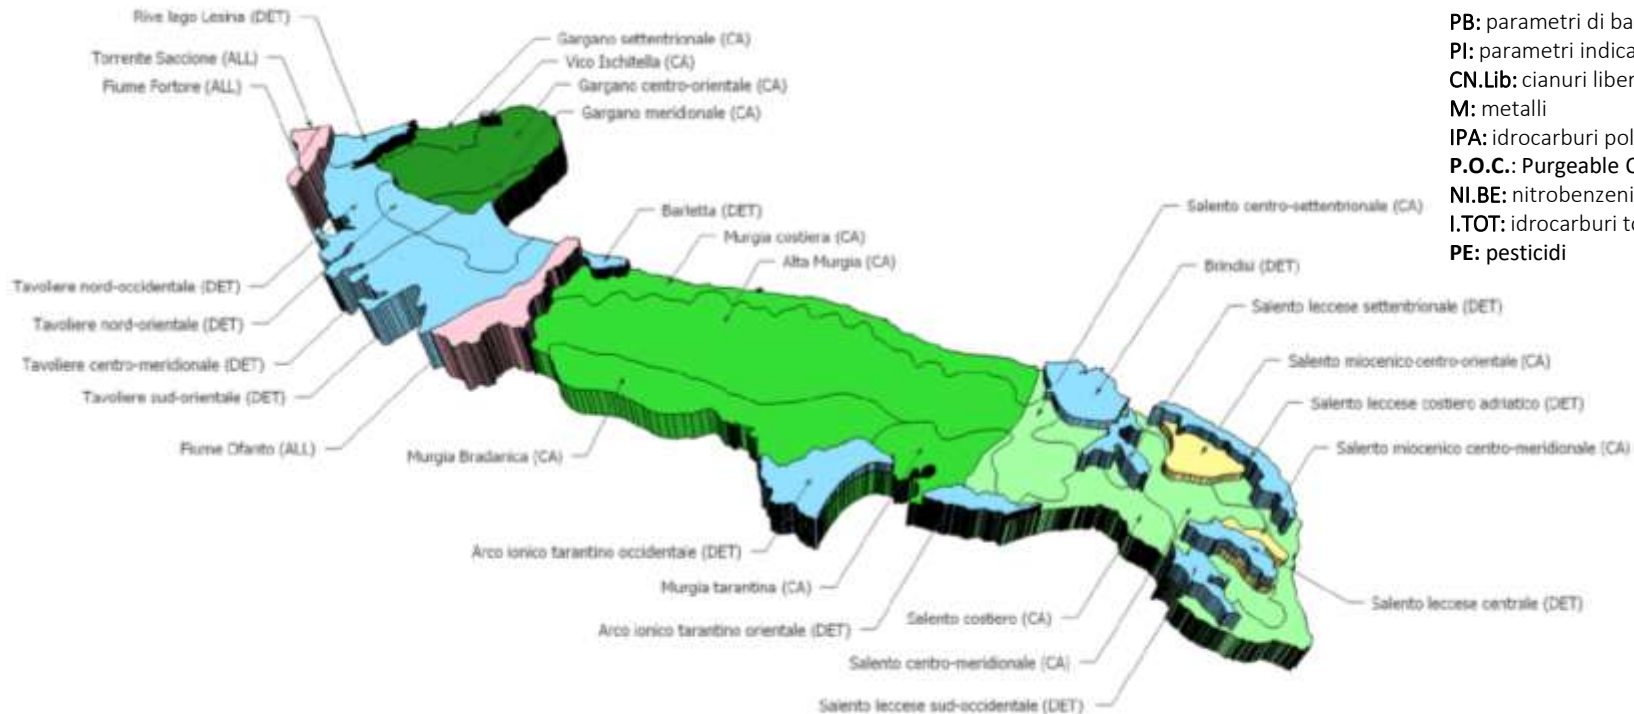 Rive lago Lesina (DET)
Torrente Saccione (ALL)
Fiume Fortore (ALL)
Gargano settentrionale (CA)
Vico Ischitella (CA)
Gargano centro-orientale (CA)
Gargano meridionale (CA)
Barletta (DET)
Murgia costiera (CA)
Alta Murgia (CA)
Tavoliere nord-occidentale (DET)
Tavoliere nord-orientale (DET)
Tavoliere centro-meridionale (DET)
Tavoliere sud-orientale (DET)
Fiume Ofanto (ALL)
Murgia Bradanica (CA)
Arco ionico tarantino occidentale (DET)
Murgia tarantina (CA)
Arco ionico tarantino orientale (DET)
Salento costiero (CA)
Salento centro-meridionale (CA)
Salento leccese sud-occidentale (DET)
Salento centro-settentrionale (CA)
Brindisi (DET)
Salento leccese settentrionale (DET)
Salento miocenico centro-orientale (CA)
Salento leccese costiero adriatico (DET)
Salento miocenico centro-meridionale (CA)
Salento leccese centrale (DET)
PB: parametri di ba
PI: parametri indica
CN.Lib: cianuri liber
M: metalli
IPA: idrocarburi pol
P.O.C.: Purgeable C
NI.BE: nitrobenzeni
I.TOT: idrocarburi to
PE: pesticidi